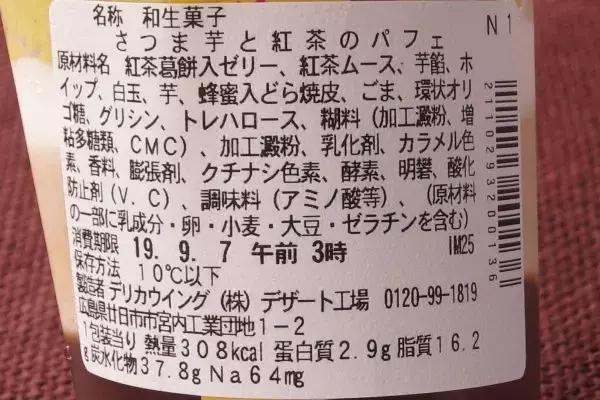 名称 和生菓子
N1
さつま芋と紅茶のパフェ
原材料名 紅茶葛餅入ゼリー、紅茶ムース、芋餡、ホ
イップ、白玉、芋、蜂蜜入どら焼皮、ごま、環状オリ
ゴ糖、グリシン、トレハロース、糊料(加工澱粉、増
粘多糖類、CMC)、加工澱粉、乳化剤、カラメル色
素、香料、膨張剤、クチナシ色素、酵素、明礬、酸化
防止剤(V.C)、調味料(アミノ酸等)、(原材料
の一部に乳成分・卵・小麦・大豆・ゼラチンを含む)
消費期限 19.9.7 午前3時 IM25
保存方法 10℃以下
製造者 デリカウイング(株) デザート工場 0120-99-1819
広島県廿日市市宮内工業団地1-2
1包装当り 熱量308kcal 蛋白質2.9g 脂質16.2
g 炭水化物37.8g Na64mg
2110293200136